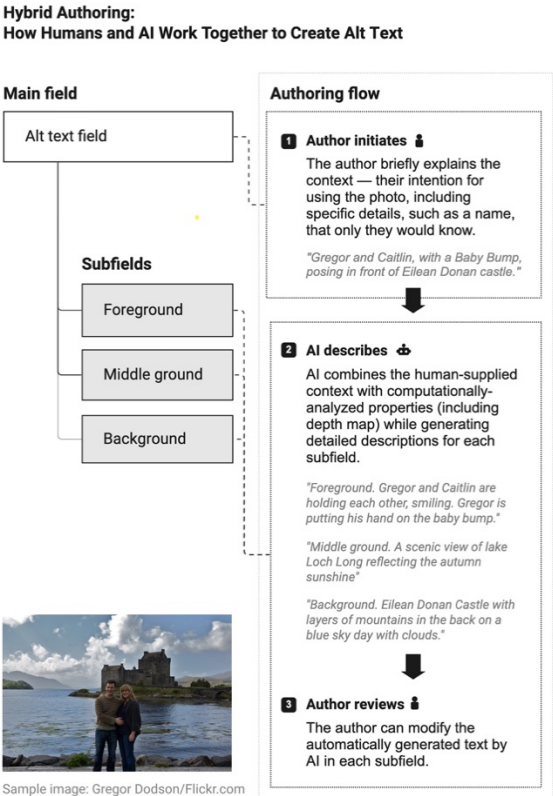 Hybrid Authoring:
How Humans and AI Work Together to Create Alt Text
Main field
Alt text field
Subfields
Foreground
Middle ground
Background
Authoring flow
1 Author initiates
The author briefly explains the
context — their intention for
using the photo, including
specific details, such as a name,
that only they would know.
"Gregor and Caitlin, with a Baby Bump,
posing in front of Eilean Donan castle."
2 AI describes
AI combines the human-supplied
context with computationally-
analyzed properties (including
depth map) while generating
detailed descriptions for each
subfield.
"Foreground. Gregor and Caitlin are
holding each other, smiling. Gregor is
putting his hand on the baby bump."
"Middle ground. A scenic view of lake
Loch Long reflecting the autumn
sunshine"
"Background. Eilean Donan Castle with
layers of mountains in the back on a
blue sky day with clouds."
3 Author reviews
The author can modify the
automatically generated text by
AI in each subfield.
Sample image: Gregor Dodson/Flickr.com